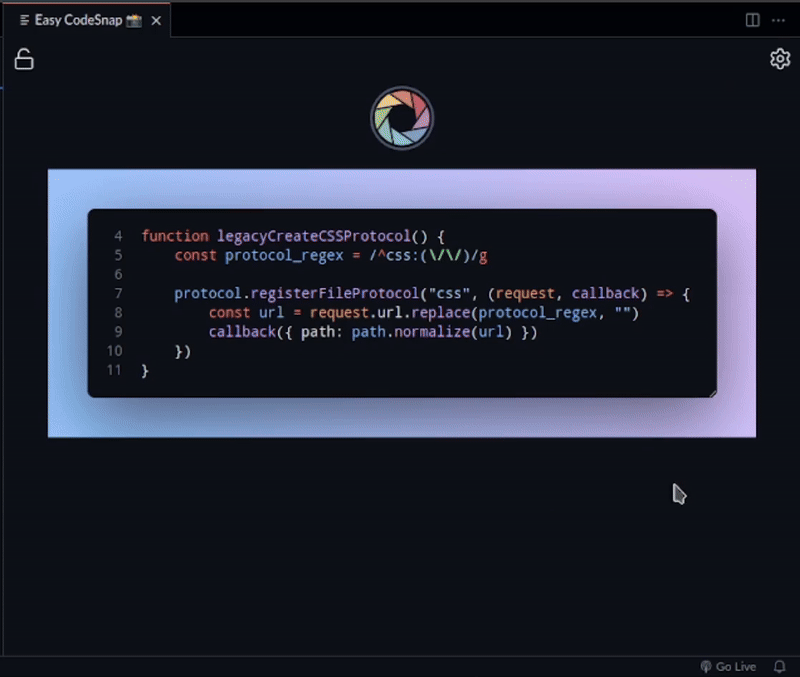 Easy CodeSnap 📸
4 function legacyCreateCSSProtocol() {
5     const protocol_regex = /^css:(\/\/)/g
6
7     protocol.registerFileProtocol("css", (request, callback) => {
8         const url = request.url.replace(protocol_regex, "")
9         callback({ path: path.normalize(url) })
10     })
11 }
Go Live